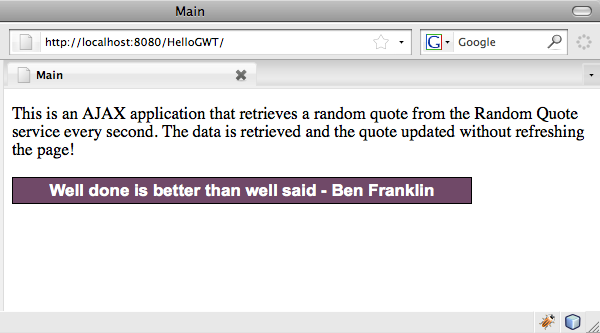 Main
http://localhost:8080/HelloGWT/
G Google
Main
This is an AJAX application that retrieves a random quote from the Random Quote
service every second. The data is retrieved and the quote updated without refreshing
the page!
Well done is better than well said - Ben Franklin